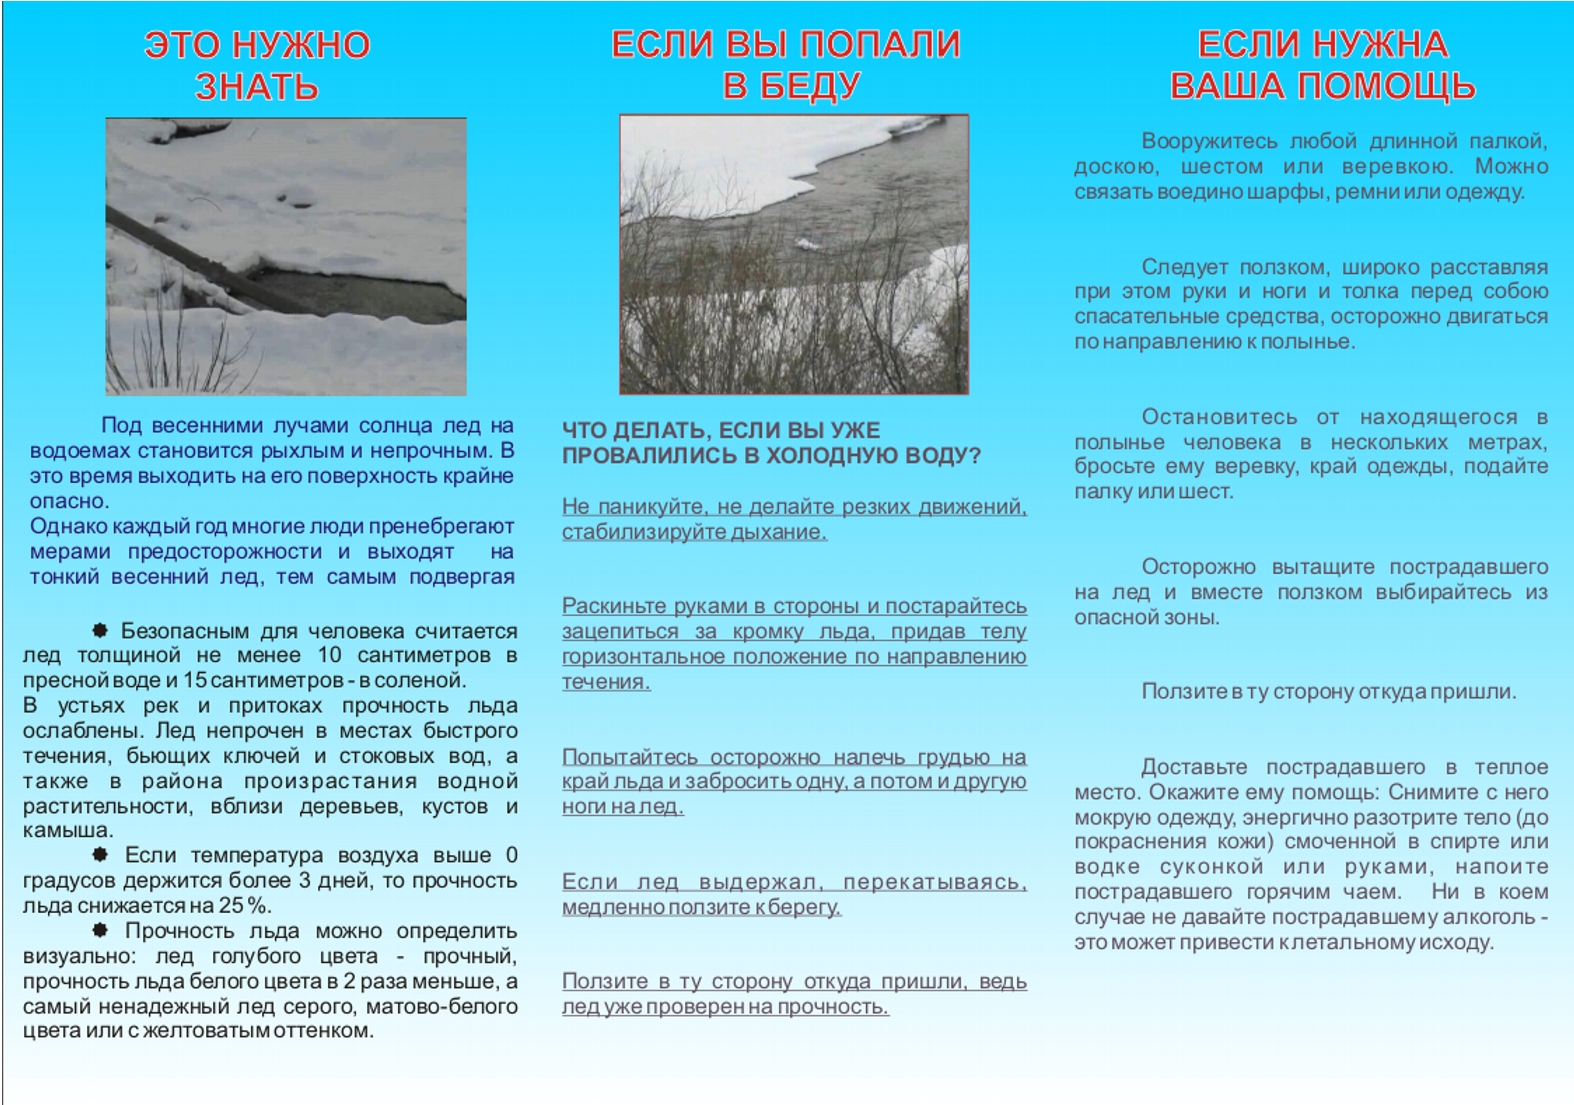 ЭТО НУЖНО
ЗНАТЬ
Под весенними лучами солнца лед на
водоемах становится рыхлым и непрочным. В
это время выходить на его поверхность крайне
опасно.
Однако каждый год многие люди пренебрегают
мерами предосторожности и выходят на
тонкий весенний лед, тем самым подвергая
✹ Безопасным для человека считается
лед толщиной не менее 10 сантиметров в
пресной воде и 15 сантиметров - в соленой.
В устьях рек и притоках прочность льда
ослаблены. Лед непрочен в местах быстрого
течения, бьющих ключей и стоковых вод, а
также в района произрастания водной
растительности, вблизи деревьев, кустов и
камыша.
✹ Если температура воздуха выше 0
градусов держится более 3 дней, то прочность
льда снижается на 25 %.
✹ Прочность льда можно определить
визуально: лед голубого цвета - прочный,
прочность льда белого цвета в 2 раза меньше, а
самый ненадежный лед серого, матово-белого
цвета или с желтоватым оттенком.
ЕСЛИ ВЫ ПОПАЛИ
В БЕДУ
ЧТО ДЕЛАТЬ, ЕСЛИ ВЫ УЖЕ
ПРОВАЛИЛИСЬ В ХОЛОДНУЮ ВОДУ?
Не паникуйте, не делайте резких движений,
стабилизируйте дыхание.
Раскиньте руками в стороны и постарайтесь
зацепиться за кромку льда, придав телу
горизонтальное положение по направлению
течения.
Попытайтесь осторожно налечь грудью на
край льда и забросить одну, а потом и другую
ноги на лед.
Если лед выдержал, перекатываясь,
медленно ползите к берегу.
Ползите в ту сторону откуда пришли, ведь
лед уже проверен на прочность.
ЕСЛИ НУЖНА
ВАША ПОМОЩЬ
Вооружитесь любой длинной палкой,
доскою, шестом или веревкою. Можно
связать воедино шарфы, ремни или одежду.
Следует ползком, широко расставляя
при этом руки и ноги и толка перед собою
спасательные средства, осторожно двигаться
по направлению к полынье.
Остановитесь от находящегося в
полынье человека в нескольких метрах,
бросьте ему веревку, край одежды, подайте
палку или шест.
Осторожно вытащите пострадавшего
на лед и вместе ползком выбирайтесь из
опасной зоны.
Ползите в ту сторону откуда пришли.
Доставьте пострадавшего в теплое
место. Окажите ему помощь: Снимите с него
мокрую одежду, энергично разотрите тело (до
покраснения кожи) смоченной в спирте или
водке суконкой или руками, напоите
пострадавшего горячим чаем. Ни в коем
случае не давайте пострадавшему алкоголь -
это может привести к летальному исходу.